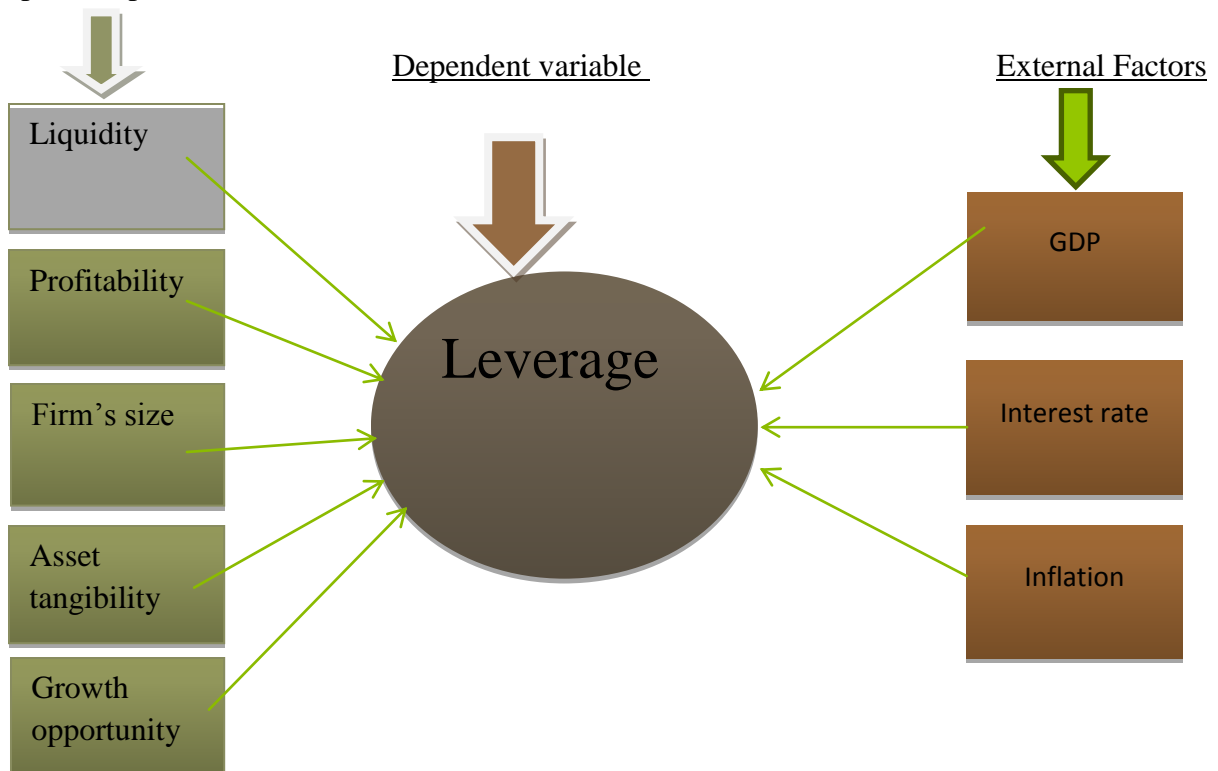 Dependent variable
External Factors
Liquidity
Profitability
Firm's size
Asset
tangibility
Growth
opportunity
Leverage
GDP
Interest rate
Inflation